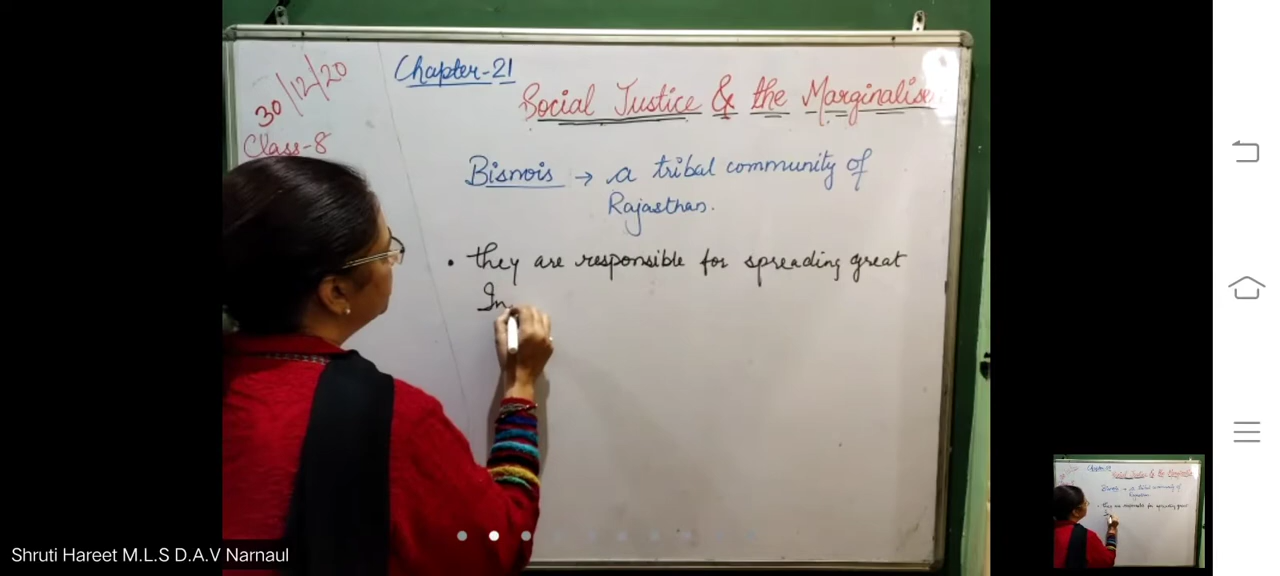 30/12/20
Class-8
Chapter-21
Social Justice & the Marginalise
Bisnois → a tribal community of
Rajasthan.
• they are responsible for spreading great
In
Shruti Hareet M.L.S D.A.V Narnaul